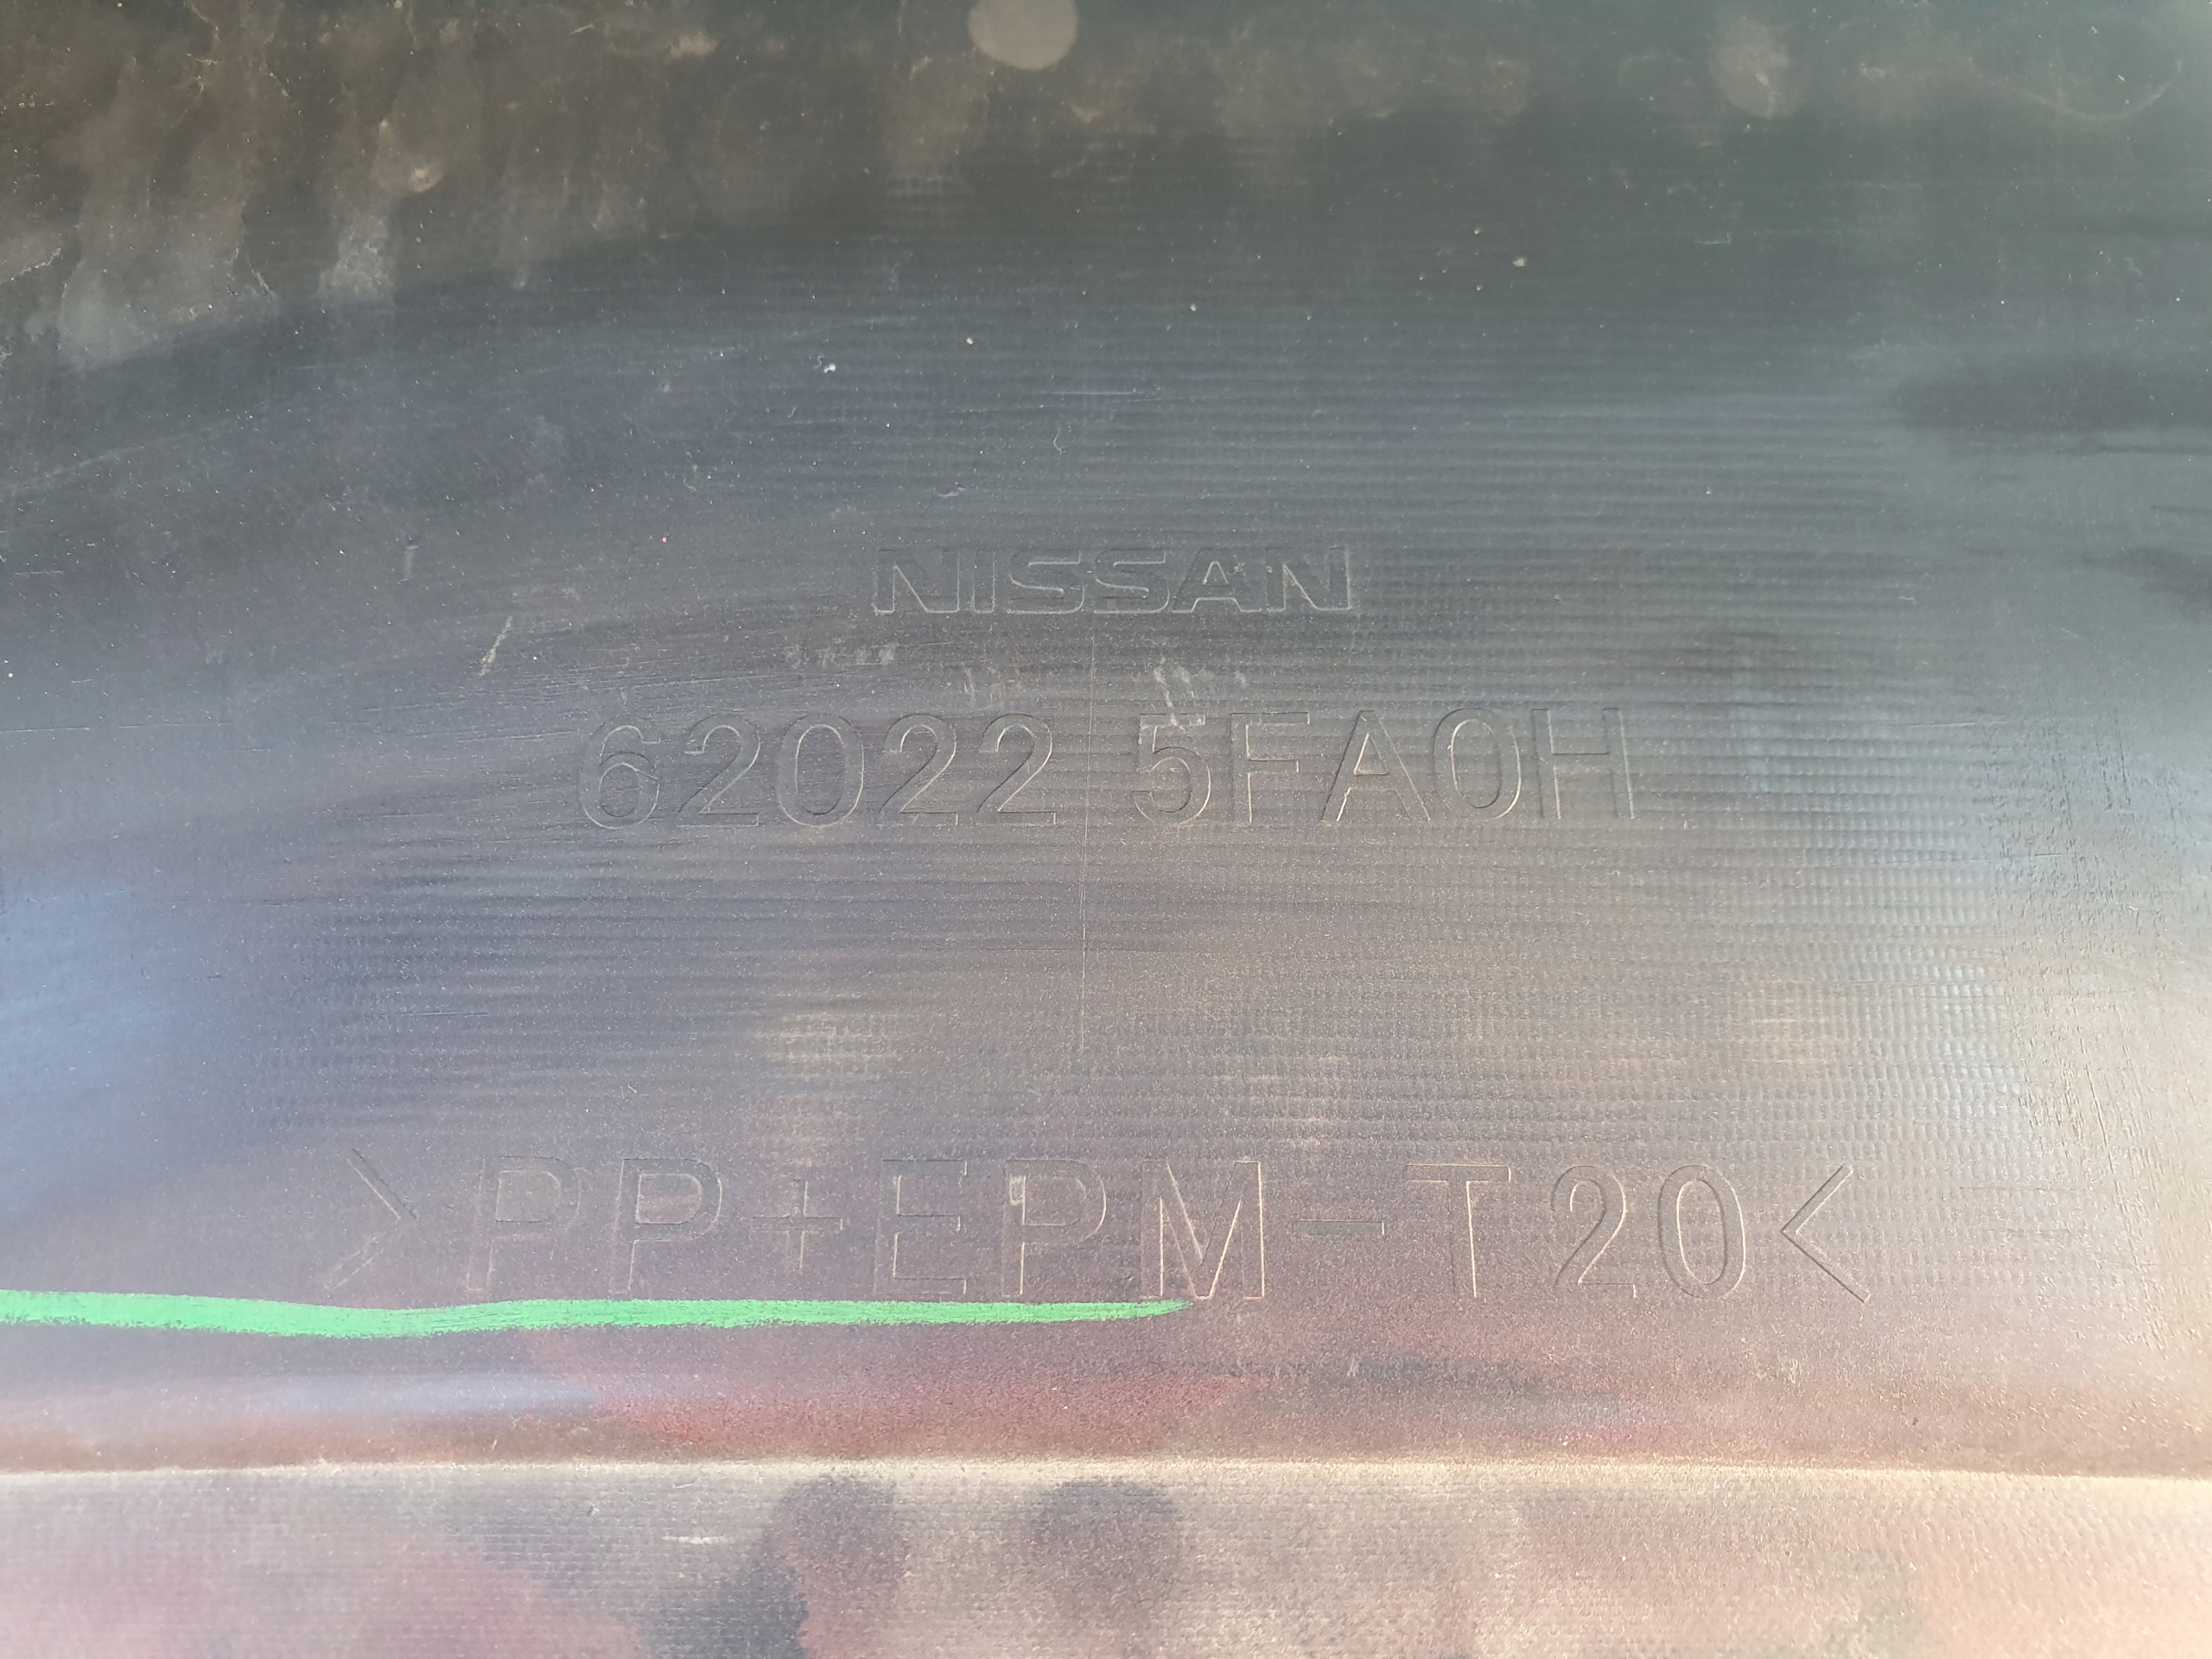 NISSAN
62022 5FA0H
>PP+EPM-T20<